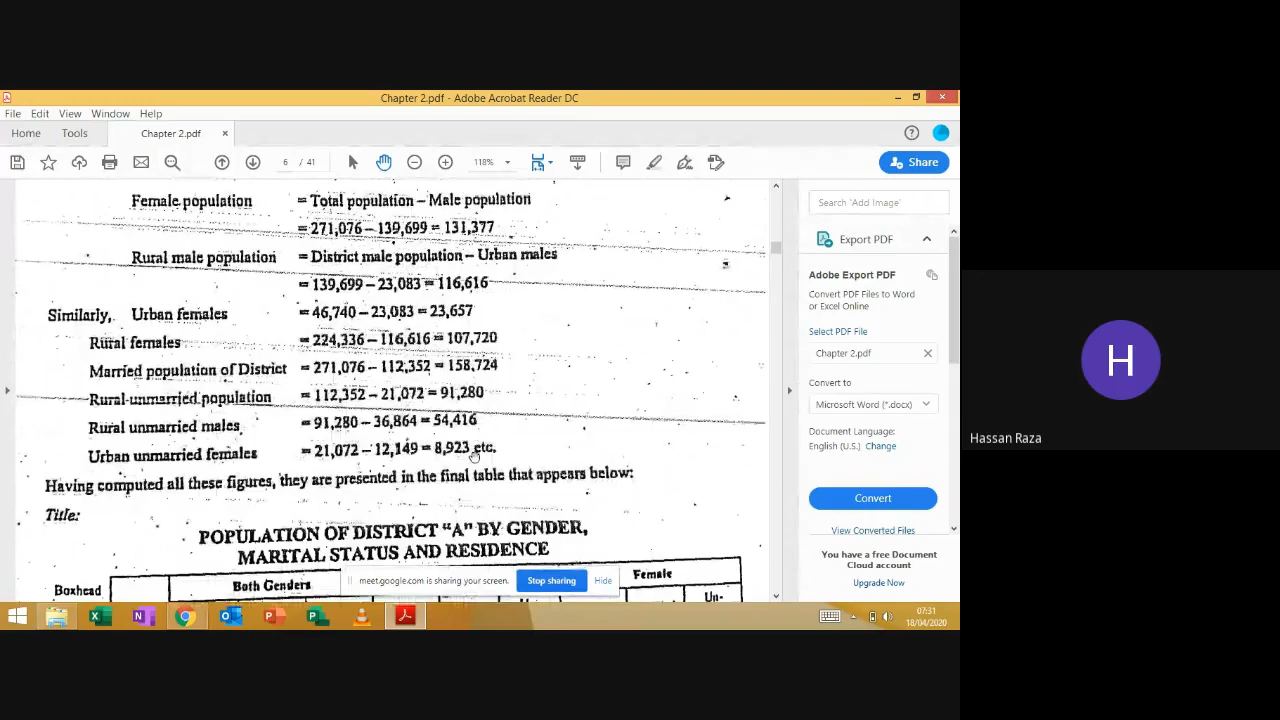 Chapter 2.pdf - Adobe Acrobat Reader DC
File Edit View Window Help
Home Tools Chapter 2.pdf ×
6 / 41 118% Share
Female population = Total population – Male population
= 271,076 – 139,699 = 131,377
Rural male population = District male population – Urban males
= 139,699 – 23,083 = 116,616
Similarly, Urban females = 46,740 – 23,083 = 23,657
Rural females = 224,336 – 116,616 = 107,720
Married population of District = 271,076 – 112,352 = 158,724
Rural unmarried population = 112,352 – 21,072 = 91,280
Rural unmarried males = 91,280 – 36,864 = 54,416
Urban unmarried females = 21,072 – 12,149 = 8,923 etc.
Having computed all these figures, they are presented in the final table that appears below:
Title:
POPULATION OF DISTRICT "A" BY GENDER,
MARITAL STATUS AND RESIDENCE
Boxhead Both Genders Female
Un-
meet.google.com is sharing your screen. Stop sharing Hide
Search 'Add Image'
Export PDF
Adobe Export PDF
Convert PDF Files to Word
or Excel Online
Select PDF File
Chapter 2.pdf
Convert to
Microsoft Word (*.docx)
Document Language:
English (U.S.) Change
Convert
View Converted Files
You have a free Document
Cloud account
Upgrade Now
07:31
18/04/2020
H
Hassan Raza